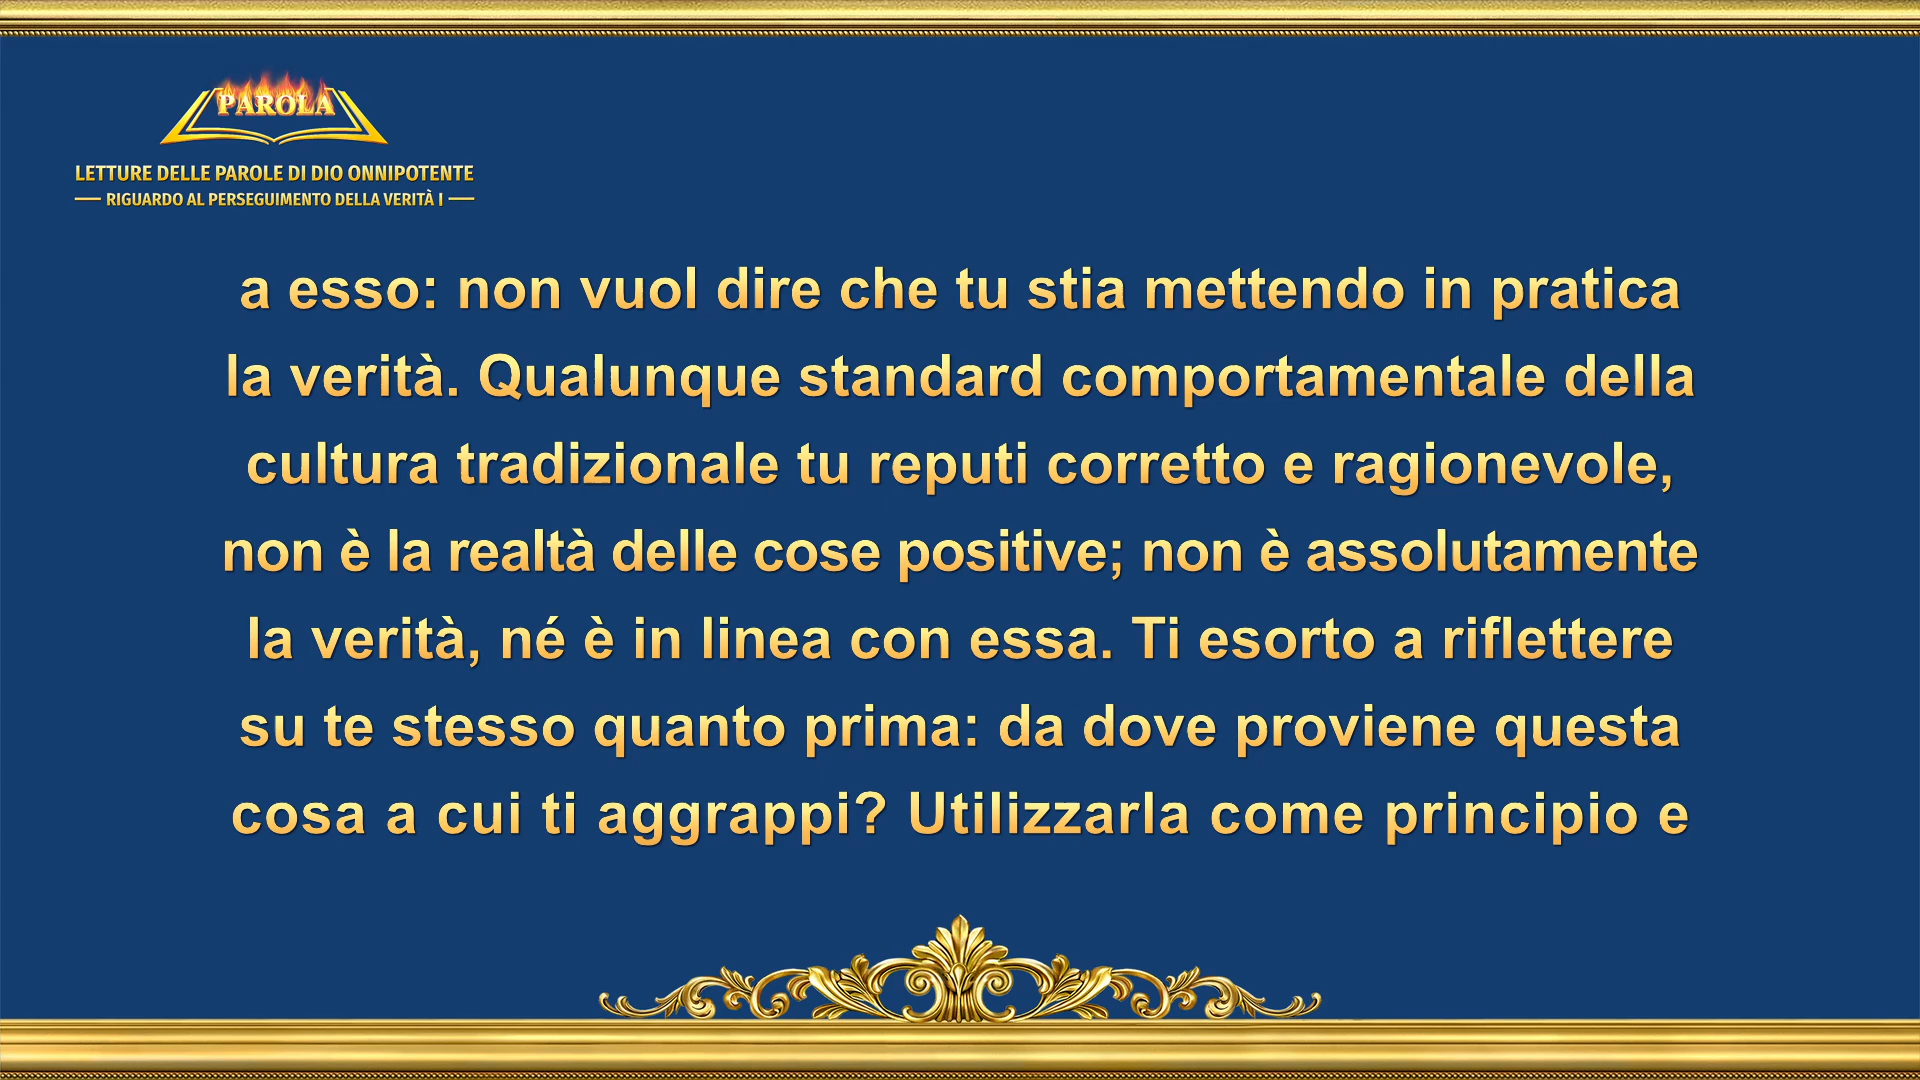 PAROLA
LETTURE DELLE PAROLE DI DIO ONNIPOTENTE
RIGUARDO AL PERSEGUIMENTO DELLA VERITÀ I
a esso: non vuol dire che tu stia mettendo in pratica
la verità. Qualunque standard comportamentale della
cultura tradizionale tu reputi corretto e ragionevole,
non è la realtà delle cose positive; non è assolutamente
la verità, né è in linea con essa. Ti esorto a riflettere
su te stesso quanto prima: da dove proviene questa
cosa a cui ti aggrappi? Utilizzarla come principio e